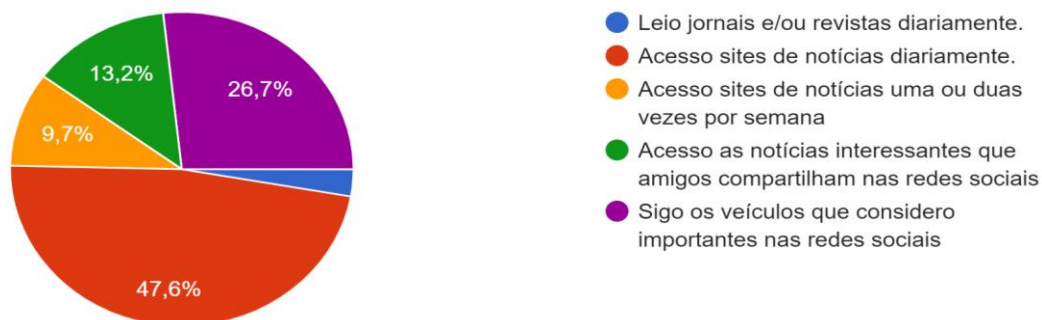 13,2%
26,7%
9,7%
47,6%
Leio jornais e/ou revistas diariamente.
Acesso sites de notícias diariamente.
Acesso sites de notícias uma ou duas
vezes por semana
Acesso as notícias interessantes que
amigos compartilham nas redes sociais
Sigo os veículos que considero
importantes nas redes sociais